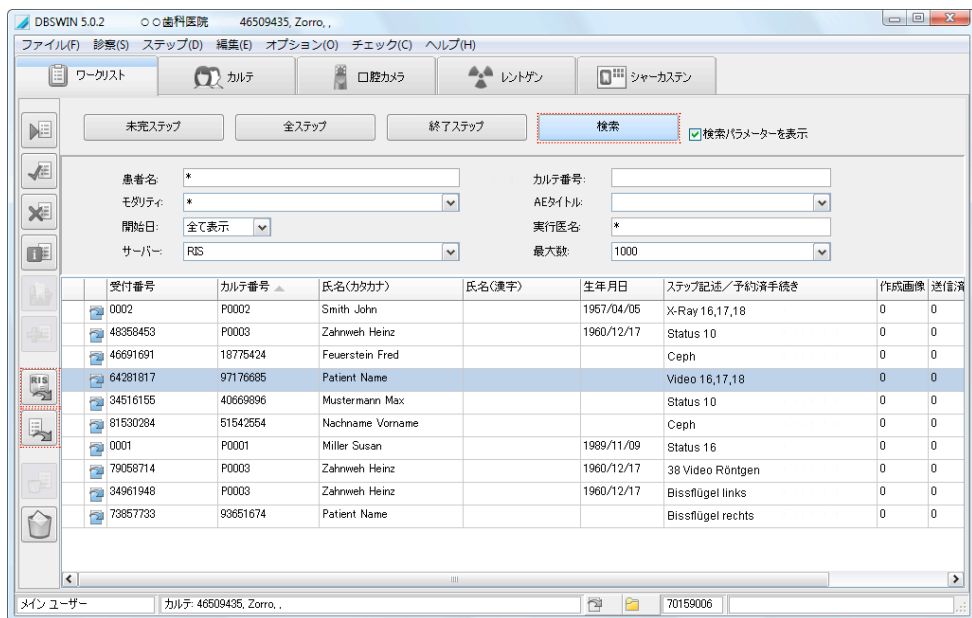 DBSWIN 5.0.2 ○○歯科医院 46509435, Zorro, ,
ファイル(F) 診察(S) ステップ(D) 編集(E) オプション(O) チェック(C) ヘルプ(H)
ワークリスト カルテ 口腔カメラ レントゲン シャーカステン
未完ステップ 全ステップ 終了ステップ 検索 検索パラメーターを表示
患者名: * カルテ番号:
モダリティ: * AEタイトル:
開始日: 全て表示 実行医名: *
サーバー: RIS 最大数: 1000
受付番号 カルテ番号 氏名(カタカナ) 氏名(漢字) 生年月日 ステップ記述／予約済手続き 作成画像 送信済
0002 P0002 Smith John 1957/04/05 X-Ray 16,17,18 0 0
48358453 P0003 Zahnweh Heinz 1960/12/17 Status 10 0 0
46691691 18775424 Feuerstein Fred Ceph 0 0
64281817 97176685 Patient Name Video 16,17,18 0 0
34516155 40669896 Mustermann Max Status 10 0 0
81530284 51542554 Nachname Vorname Ceph 0 0
0001 P0001 Miller Susan 1989/11/09 Status 16 0 0
79058714 P0003 Zahnweh Heinz 1960/12/17 38 Video Röntgen 0 0
34961948 P0003 Zahnweh Heinz 1960/12/17 Bissflügel links 0 0
73857733 93651674 Patient Name Bissflügel rechts 0 0
RIS
メイン ユーザー カルテ: 46509435, Zorro, , 70159006